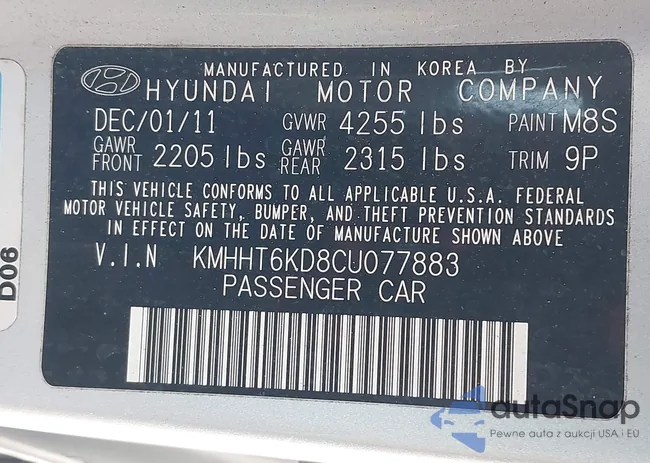 MANUFACTURED IN KOREA BY
HYUNDAI MOTOR COMPANY
DEC/01/11 GVWR 4255 lbs PAINT M8S
GAWR FRONT 2205 lbs GAWR REAR 2315 lbs TRIM 9P
THIS VEHICLE CONFORMS TO ALL APPLICABLE U.S.A. FEDERAL
MOTOR VEHICLE SAFETY, BUMPER, AND THEFT PREVENTION STANDARDS
IN EFFECT ON THE DATE OF MANUFACTURE SHOWN ABOVE
V.I.N KMHHT6KD8CU077883
PASSENGER CAR
D06
autaSnap
Pewne auta z aukcji USA i EU